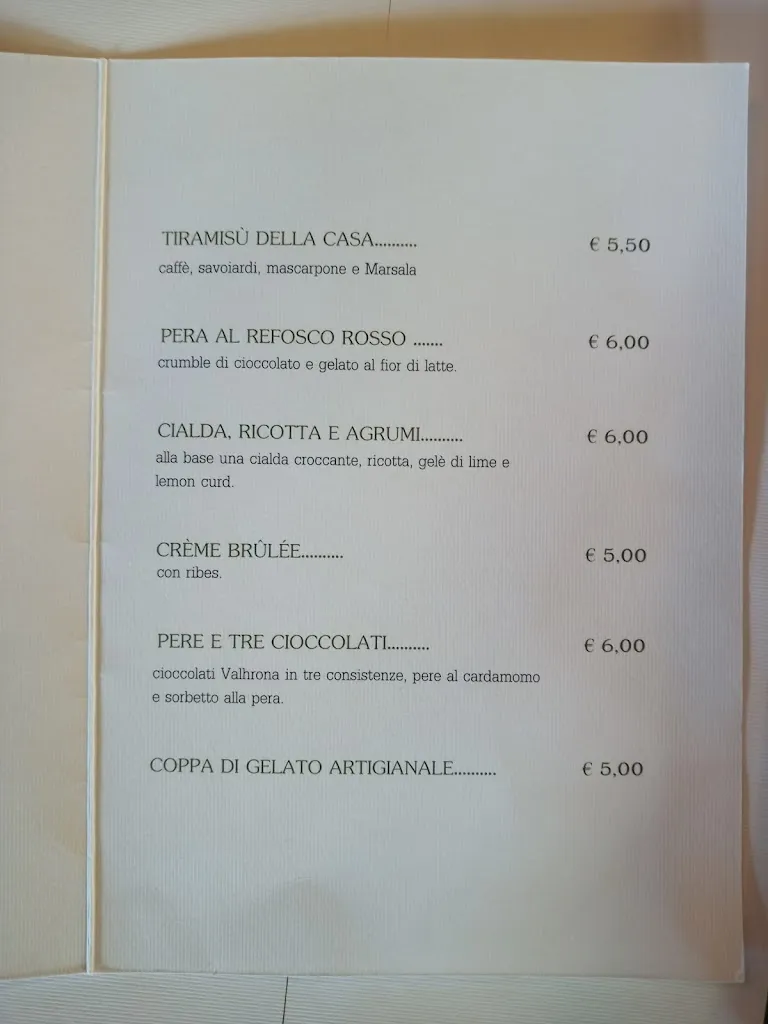 TIRAMISÙ DELLA CASA.......... € 5,50
caffè, savoiardi, mascarpone e Marsala
PERA AL REFOSCO ROSSO ....... € 6,00
crumble di cioccolato e gelato al fior di latte.
CIALDA, RICOTTA E AGRUMI.......... € 6,00
alla base una cialda croccante, ricotta, gelè di lime e
lemon curd.
CRÈME BRÛLÉE.......... € 5,00
con ribes.
PERE E TRE CIOCCOLATI.......... € 6,00
cioccolati Valhrona in tre consistenze, pere al cardamomo
e sorbetto alla pera.
COPPA DI GELATO ARTIGIANALE.......... € 5,00